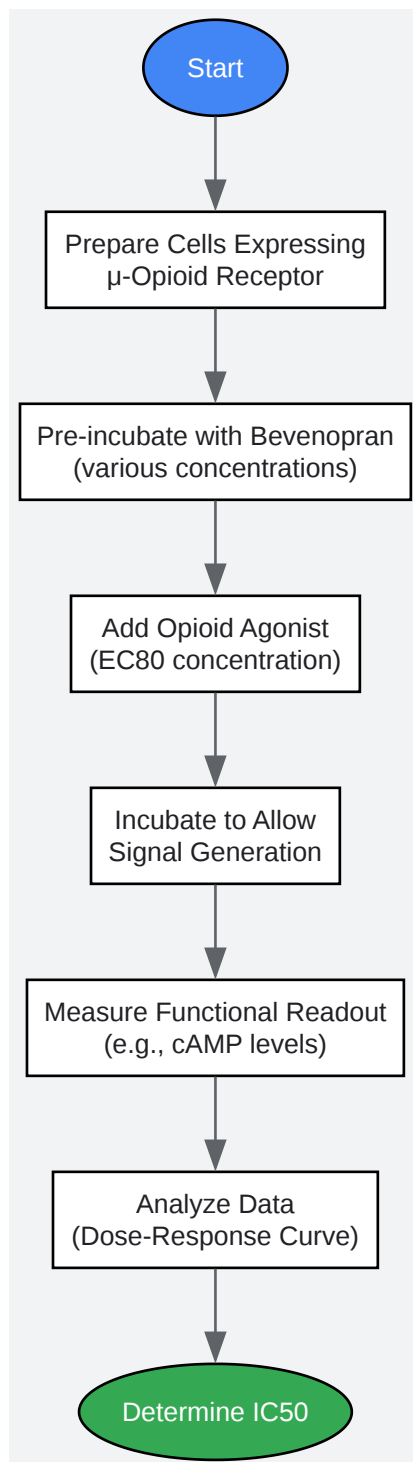 Start
Prepare Cells Expressing
μ-Opioid Receptor
Pre-incubate with Bevenopran
(various concentrations)
Add Opioid Agonist
(EC80 concentration)
Incubate to Allow
Signal Generation
Measure Functional Readout
(e.g., cAMP levels)
Analyze Data
(Dose-Response Curve)
Determine IC50